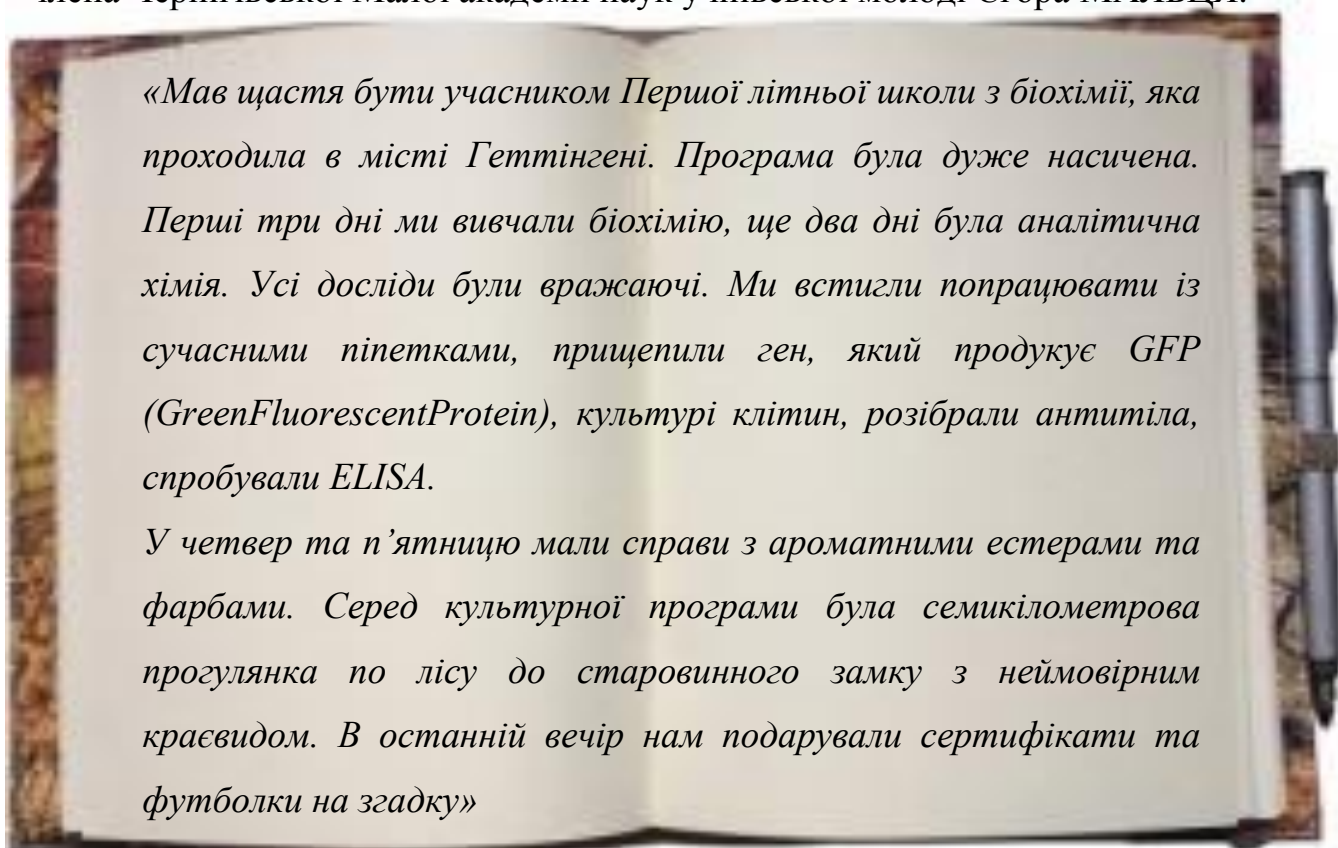 «Мав щастя бути учасником Першої літньої школи з біохімії, яка
проходила в місті Геттінгені. Програма була дуже насичена.
Перші три дні ми вивчали біохімію, ще два дні була аналітична
хімія. Усі досліди були вражаючі. Ми встигли попрацювати із
сучасними піпетками, прищепили ген, який продукує GFP
(GreenFluorescentProtein), культурі клітин, розібрали антитіла,
спробували ELISA.
У четвер та п’ятницю мали справи з ароматними естерами та
фарбами. Серед культурної програми була семикілометрова
прогулянка по лісу до старовинного замку з неймовірним
краєвидом. В останній вечір нам подарували сертифікати та
футболки на згадку»